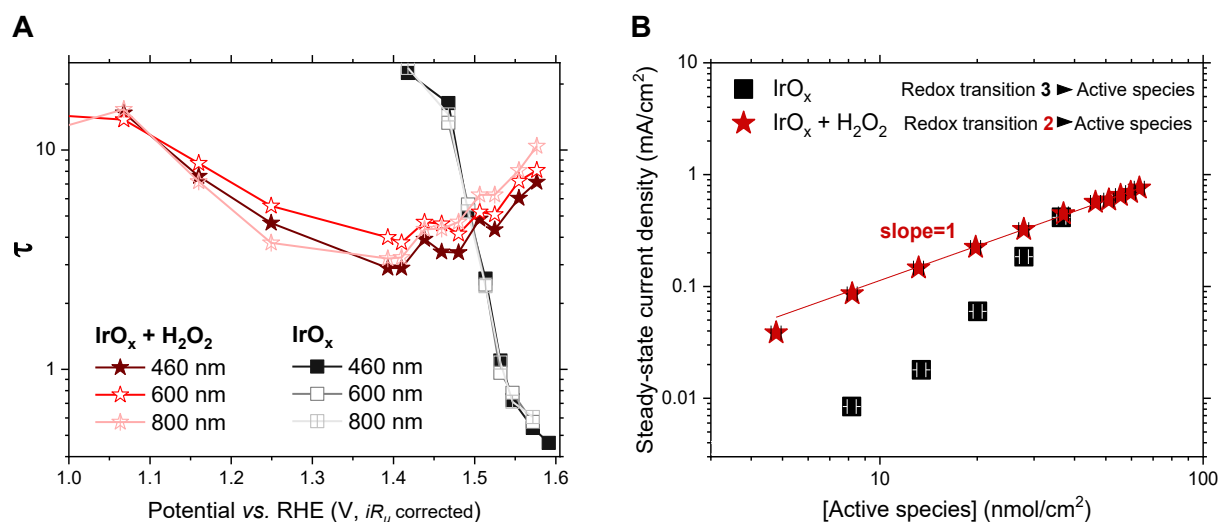 A
τ
10
1
IrOx + H2O2
460 nm
600 nm
800 nm
IrOx
460 nm
600 nm
800 nm
1.0 1.1 1.2 1.3 1.4 1.5 1.6
Potential vs. RHE (V, iRu corrected)
B
Steady-state current density (mA/cm2)
10
1
0.1
0.01
IrOx Redox transition 3 ► Active species
IrOx + H2O2 Redox transition 2 ► Active species
slope=1
10 100
[Active species] (nmol/cm2)